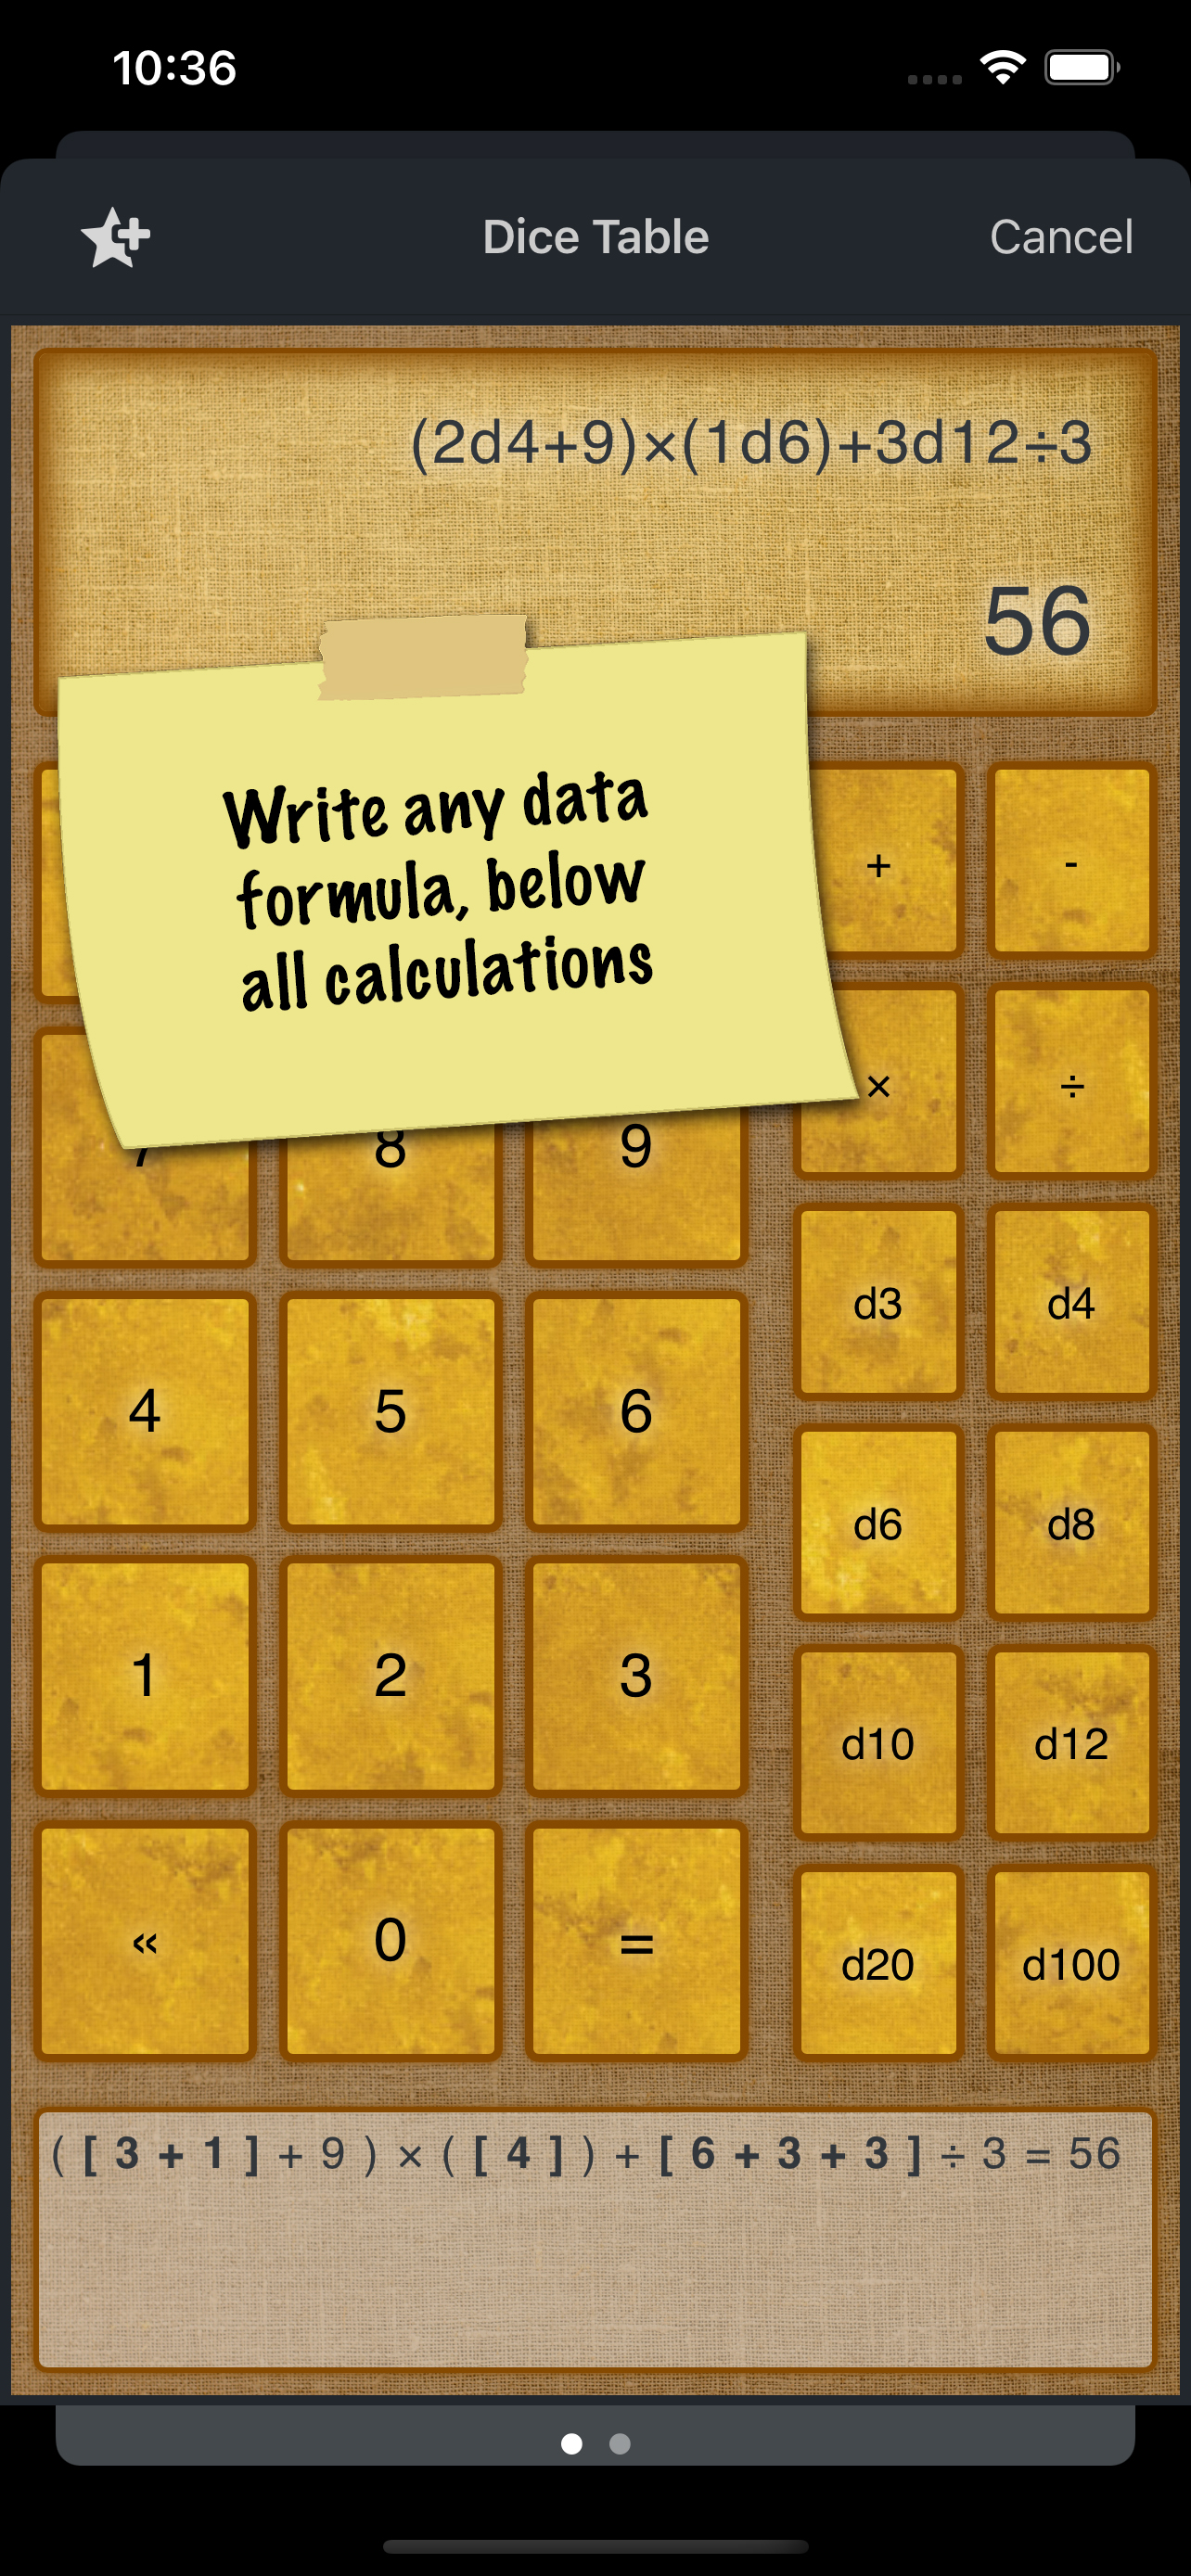 10:36
Dice Table
Cancel
(2d4+9)×(1d6)+3d12÷3
56
Write any data
formula, below
all calculations
+ -
× ÷
7 8 9
d3 d4
4 5 6
d6 d8
1 2 3
d10 d12
« 0 =
d20 d100
( [ 3 + 1 ] + 9 ) × ( [ 4 ] ) + [ 6 + 3 + 3 ] ÷ 3 = 56